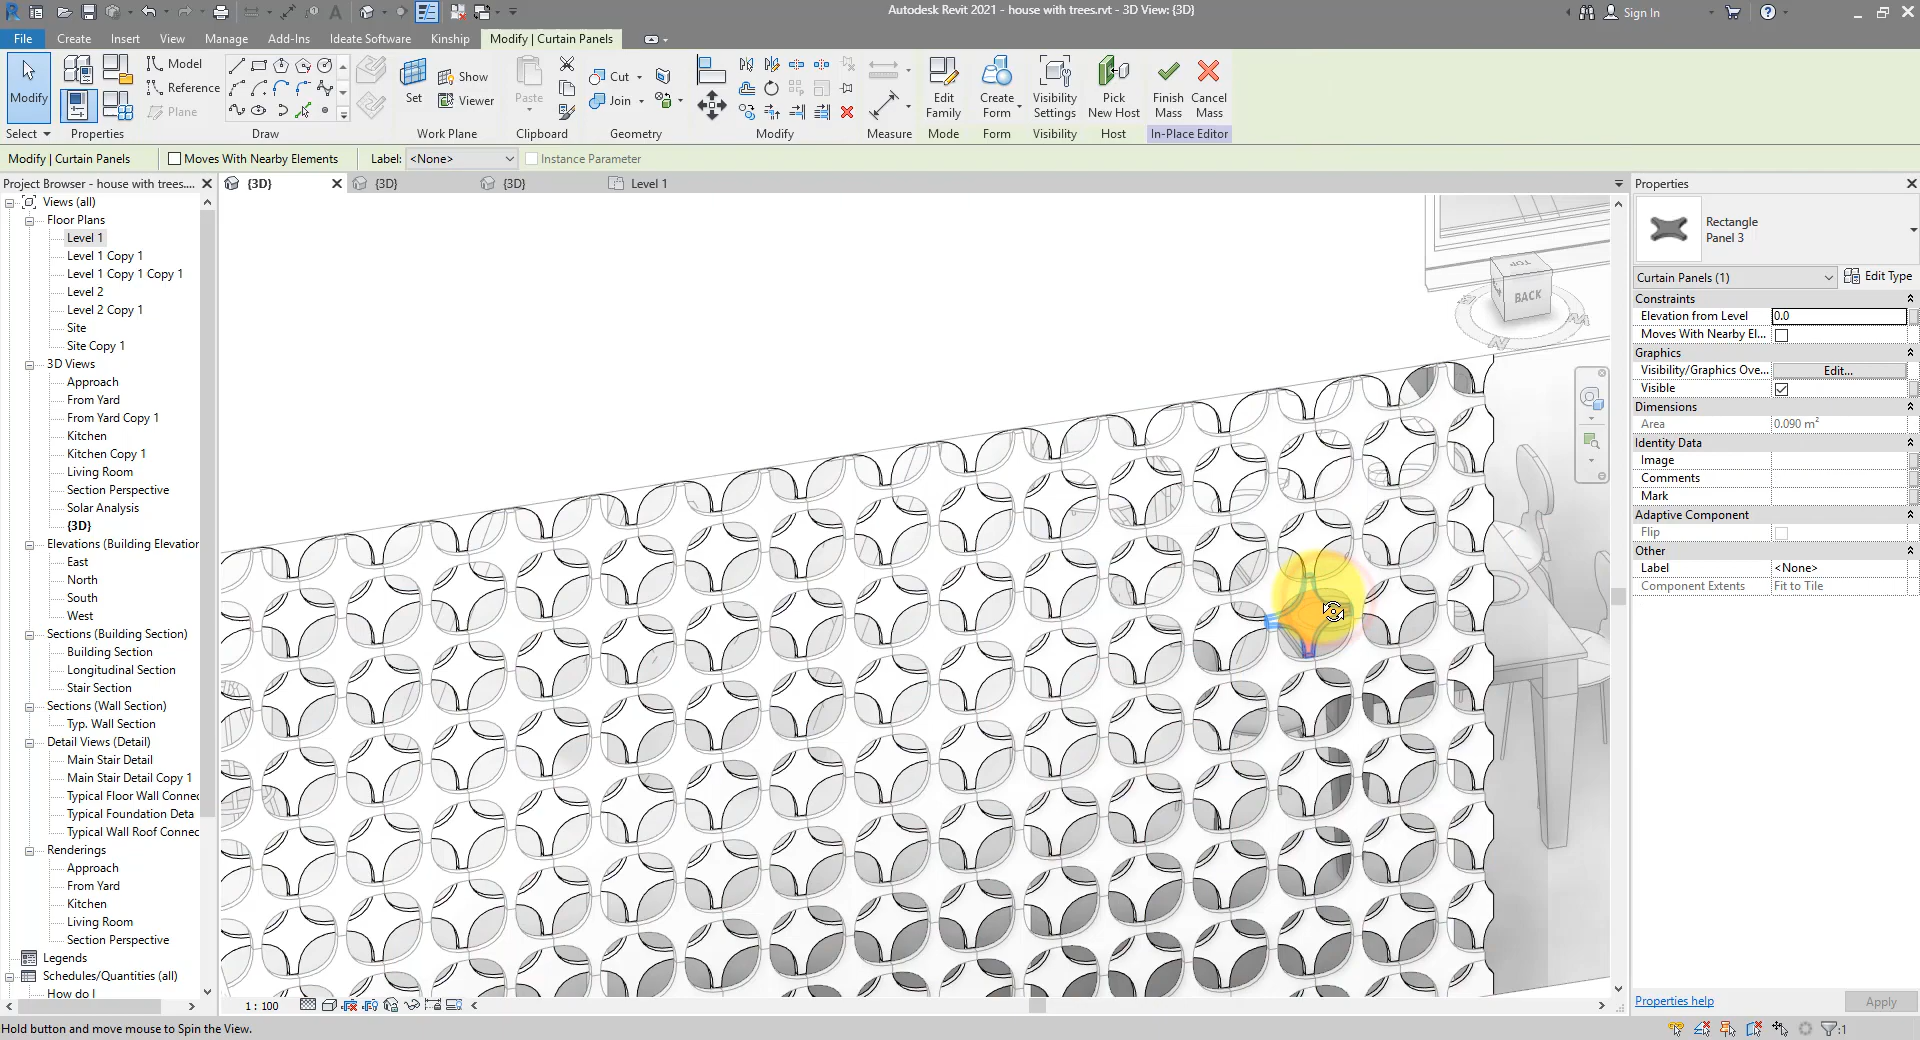 Autodesk Revit 2021 - house with trees.rvt - 3D View: {3D}
Sign In
File Create Insert View Manage Add-Ins Ideate Software Kinship Modify | Curtain Panels
Modify
Model
Reference
Plane
Set
Show
Viewer
Paste
Cut
Join
Edit Family
Create Form
Visibility Settings
Pick New Host
Finish Mass
Cancel Mass
Select Properties Draw Work Plane Clipboard Geometry Modify Measure Mode Form Visibility Host In-Place Editor
Modify | Curtain Panels Moves With Nearby Elements Label: <None> Instance Parameter
Project Browser - house with trees....
{3D} {3D} {3D} Level 1
Views (all)
Floor Plans
Level 1
Level 1 Copy 1
Level 1 Copy 1 Copy 1
Level 2
Level 2 Copy 1
Site
Site Copy 1
3D Views
Approach
From Yard
From Yard Copy 1
Kitchen
Kitchen Copy 1
Living Room
Section Perspective
Solar Analysis
{3D}
Elevations (Building Elevation
East
North
South
West
Sections (Building Section)
Building Section
Longitudinal Section
Stair Section
Sections (Wall Section)
Typ. Wall Section
Detail Views (Detail)
Main Stair Detail
Main Stair Detail Copy 1
Typical Floor Wall Connec
Typical Foundation Deta
Typical Wall Roof Connec
Renderings
Approach
From Yard
Kitchen
Living Room
Section Perspective
Legends
Schedules/Quantities (all)
How do I
TOP
BACK
N
Properties
Rectangle
Panel 3
Curtain Panels (1) Edit Type
Constraints
Elevation from Level 0.0
Moves With Nearby El...
Graphics
Visibility/Graphics Ove... Edit...
Visible
Dimensions
Area 0.090 m²
Identity Data
Image
Comments
Mark
Adaptive Component
Flip
Other
Label <None>
Component Extents Fit to Tile
Properties help Apply
1 : 100
Hold button and move mouse to Spin the View.
:1